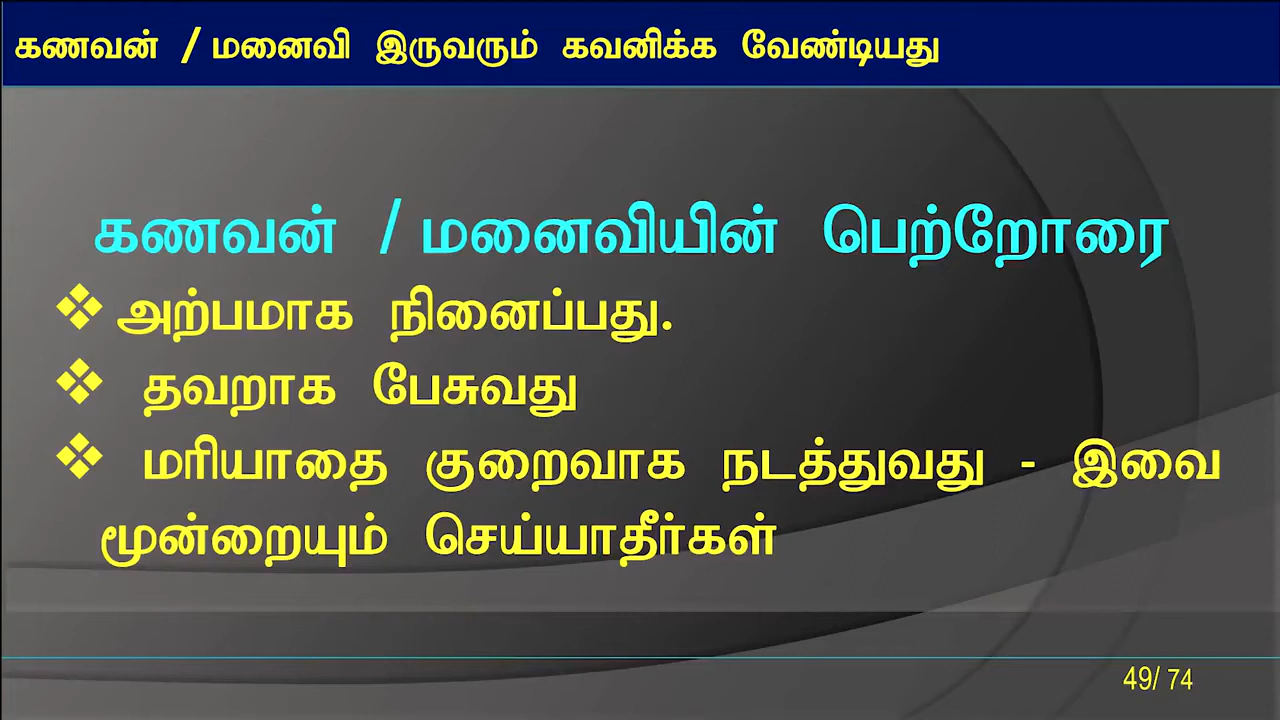 கணவன் / மனைவி இருவரும் கவனிக்க வேண்டியது
கணவன் / மனைவியின் பெற்றோரை
❖ அற்பமாக நினைப்பது.
❖ தவறாக பேசுவது
❖ மரியாதை குறைவாக நடத்துவது - இவை
மூன்றையும் செய்யாதீர்கள்
49/ 74